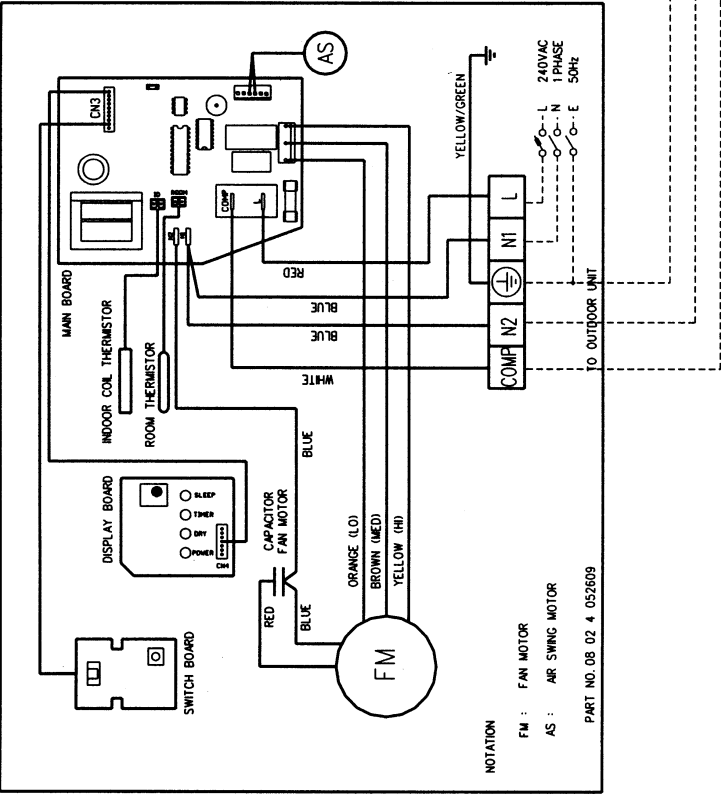 AS
CN3
COMP
L
ROOM
N2
N1
MAIN BOARD
INDOOR COIL THERMISTOR
ROOM THERMISTOR
RED
BLUE
BLUE
WHITE
BLUE
YELLOW/GREEN
240VAC
1 PHASE
50Hz
L
N
E
L
N1
N2
COMP
TO OUTDOOR UNIT
DISPLAY BOARD
SLEEP
TIMER
DRY
POWER
CN4
CAPACITOR
FAN MOTOR
RED
BLUE
ORANGE (LO)
BROWN (MED)
YELLOW (HI)
FM
SWITCH BOARD
NOTATION
FM : FAN MOTOR
AS : AIR SWING MOTOR
PART NO. 08 02 4 052609